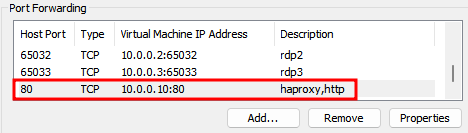 Port Forwarding
Host Port Type Virtual Machine IP Address Description
65032 TCP 10.0.0.2:65032 rdp2
65033 TCP 10.0.0.3:65033 rdp3
80 TCP 10.0.0.10:80 haproxy,http
Add... Remove Properties